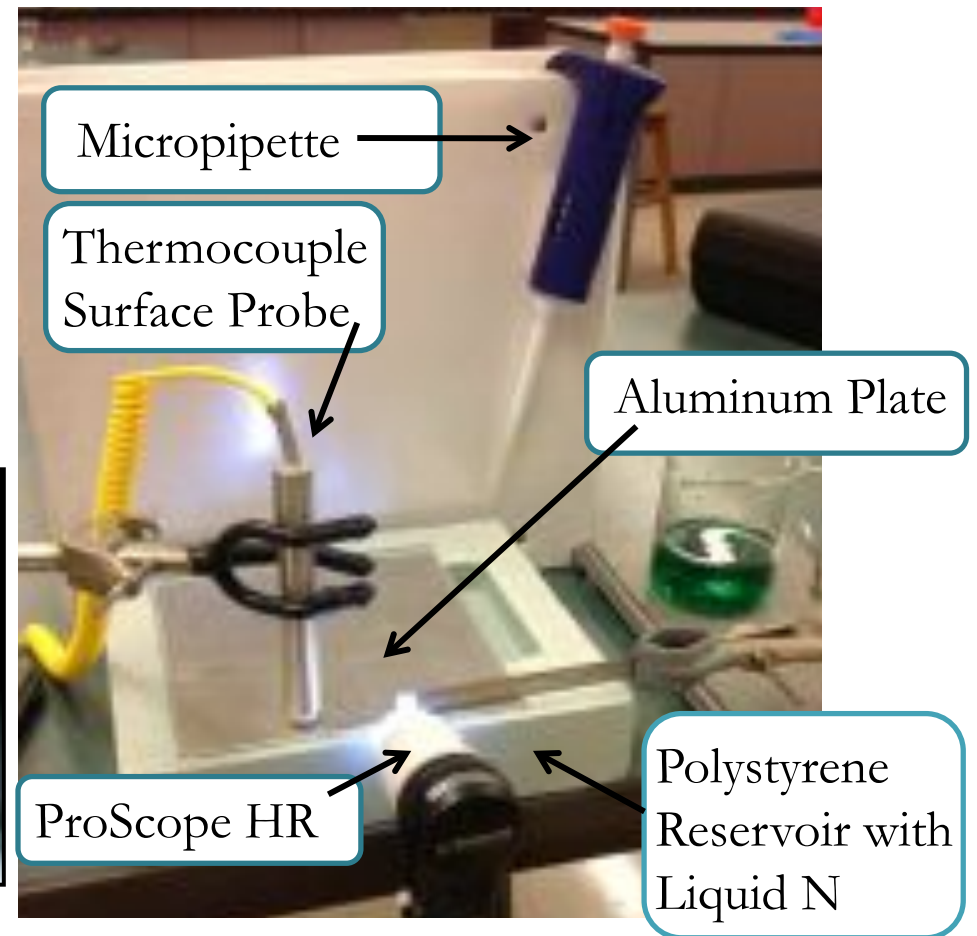 Micropipette
Thermocouple
Surface Probe
Aluminum Plate
ProScope HR
Polystyrene
Reservoir with
Liquid N